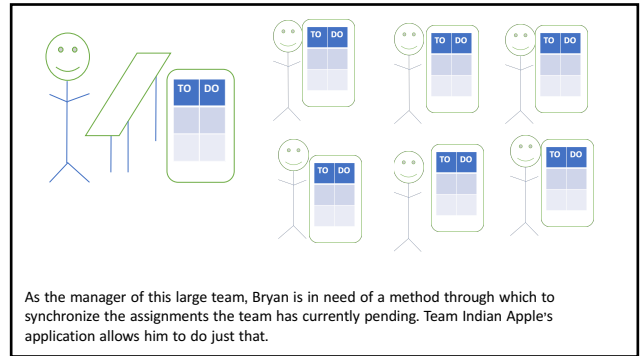 TO DO
TO DO
TO DO
TO DO
TO DO
TO DO
TO DO
As the manager of this large team, Bryan is in need of a method through which to
synchronize the assignments the team has currently pending. Team Indian Apple's
application allows him to do just that.